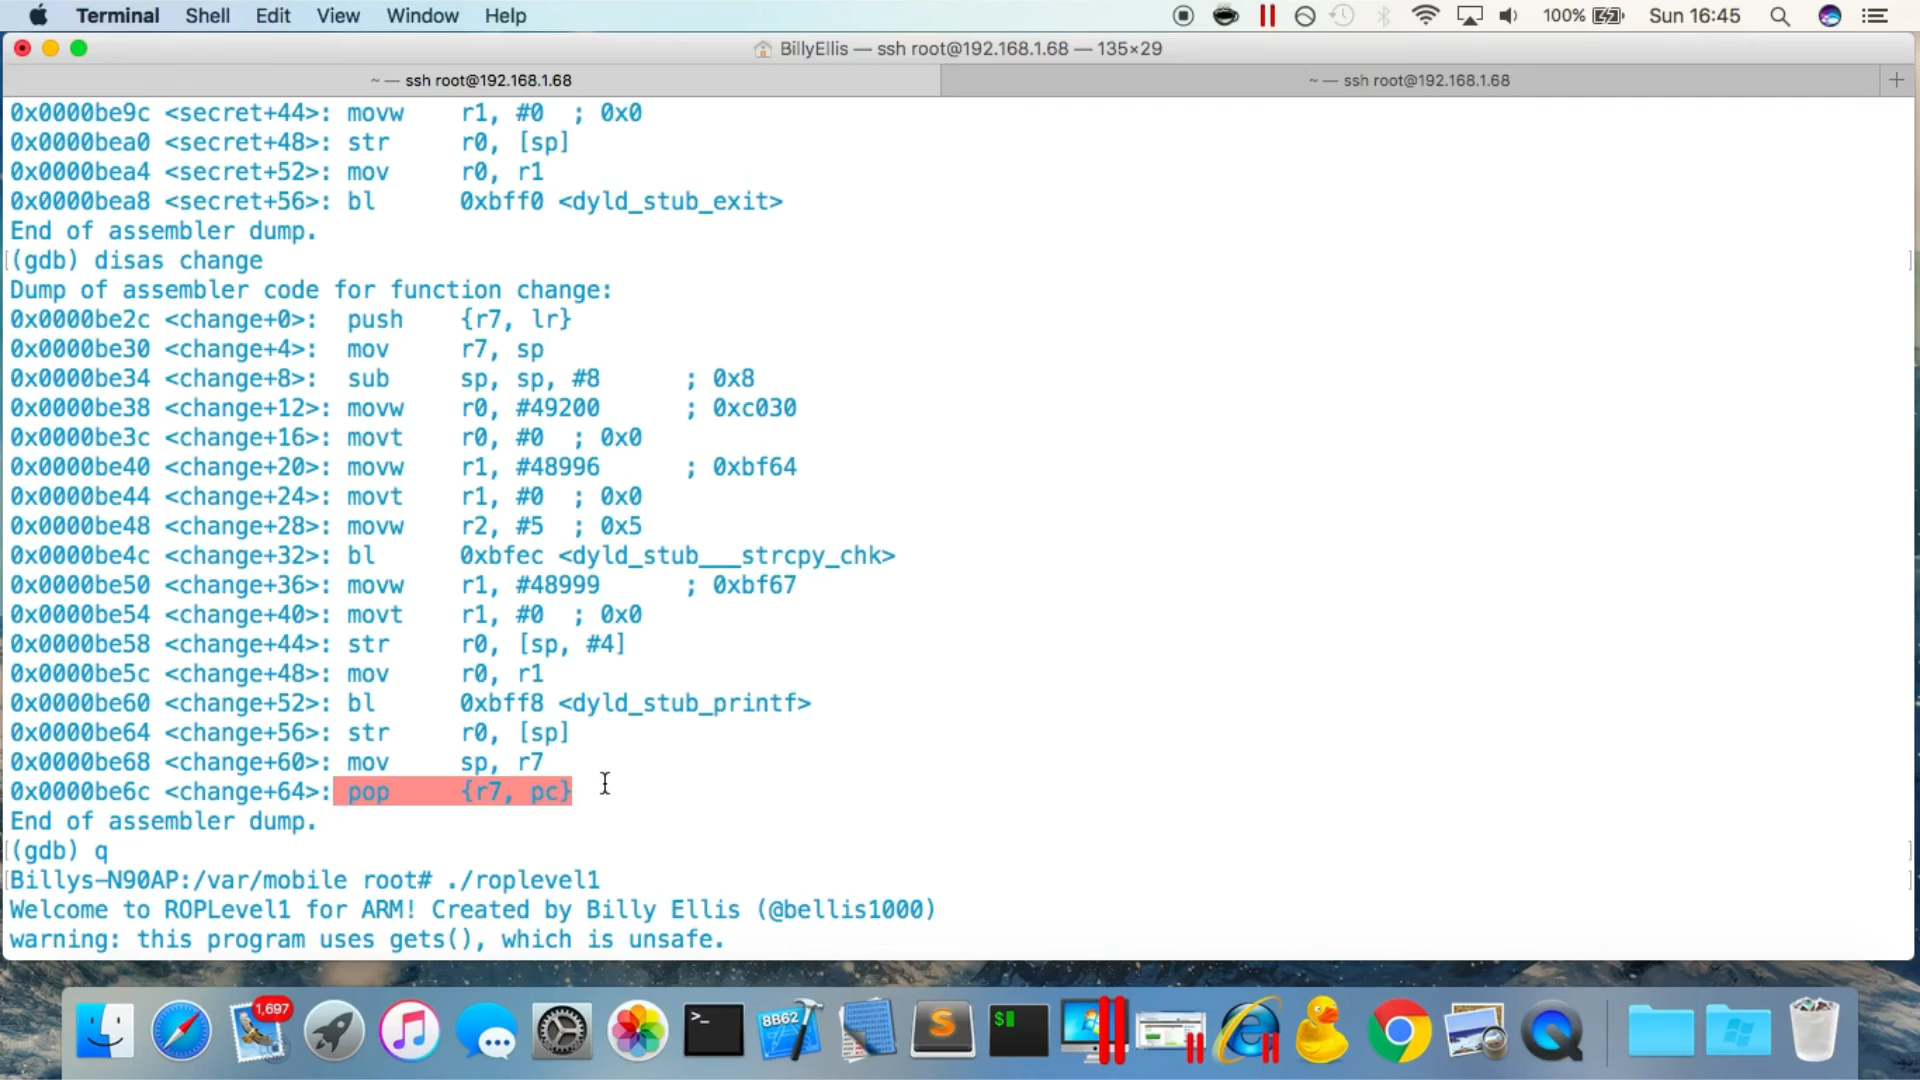 Terminal Shell Edit View Window Help 100% Sun 16:45
BillyEllis — ssh root@192.168.1.68 — 135×29
~ — ssh root@192.168.1.68 ~ — ssh root@192.168.1.68
0x0000be9c <secret+44>: movw r1, #0 ; 0x0
0x0000bea0 <secret+48>: str r0, [sp]
0x0000bea4 <secret+52>: mov r0, r1
0x0000bea8 <secret+56>: bl 0xbff0 <dyld_stub_exit>
End of assembler dump.
(gdb) disas change
Dump of assembler code for function change:
0x0000be2c <change+0>: push {r7, lr}
0x0000be30 <change+4>: mov r7, sp
0x0000be34 <change+8>: sub sp, sp, #8 ; 0x8
0x0000be38 <change+12>: movw r0, #49200 ; 0xc030
0x0000be3c <change+16>: movt r0, #0 ; 0x0
0x0000be40 <change+20>: movw r1, #48996 ; 0xbf64
0x0000be44 <change+24>: movt r1, #0 ; 0x0
0x0000be48 <change+28>: movw r2, #5 ; 0x5
0x0000be4c <change+32>: bl 0xbfec <dyld_stub___strcpy_chk>
0x0000be50 <change+36>: movw r1, #48999 ; 0xbf67
0x0000be54 <change+40>: movt r1, #0 ; 0x0
0x0000be58 <change+44>: str r0, [sp, #4]
0x0000be5c <change+48>: mov r0, r1
0x0000be60 <change+52>: bl 0xbff8 <dyld_stub_printf>
0x0000be64 <change+56>: str r0, [sp]
0x0000be68 <change+60>: mov sp, r7
0x0000be6c <change+64>: pop {r7, pc}
End of assembler dump.
(gdb) q
Billys-N90AP:/var/mobile root# ./roplevel1
Welcome to ROPLevel1 for ARM! Created by Billy Ellis (@bellis1000)
warning: this program uses gets(), which is unsafe.
1,697
8B62